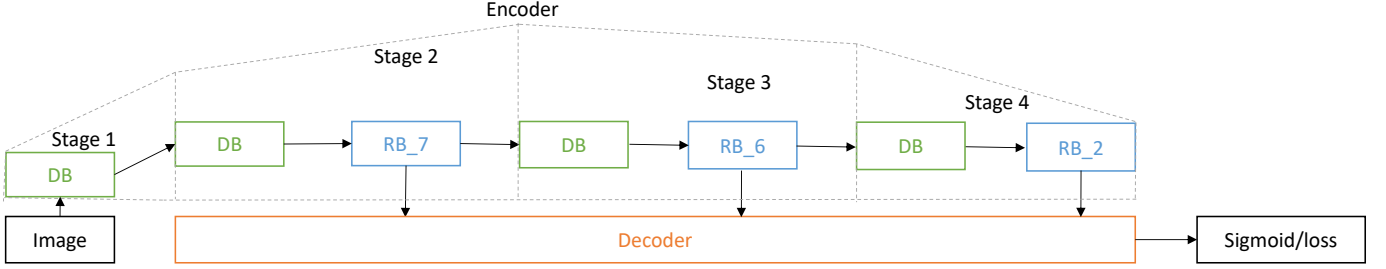 Encoder
Stage 2
Stage 3
Stage 4
Stage 1
DB
DB
RB_7
DB
RB_6
DB
RB_2
Image
Decoder
Sigmoid/loss